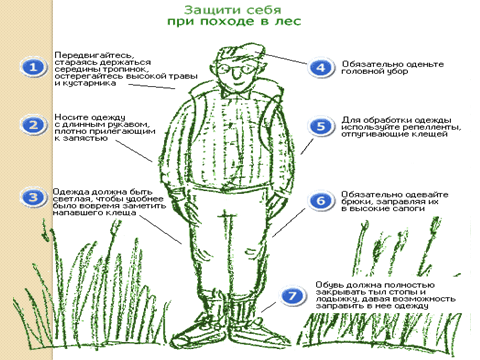 Защити себя
при походе в лес
1
Передвигайтесь,
стараясь держаться
середины тропинок,
остерегайтесь высокой травы
и кустарника
2
Носите одежду
с длинным рукавом,
плотно прилегающим
к запястью
3
Одежда должна быть
светлая, чтобы удобнее
было вовремя заметить
напавшего клеща
4
Обязательно оденьте
головной убор
5
Для обработки одежды
используйте репелленты,
отпугивающие клещей
6
Обязательно одевайте
брюки, заправляя их
в высокие сапоги
7
Обувь должна полностью
закрывать тыл стопы и
лодыжку, давая возможность
заправить в нее одежду